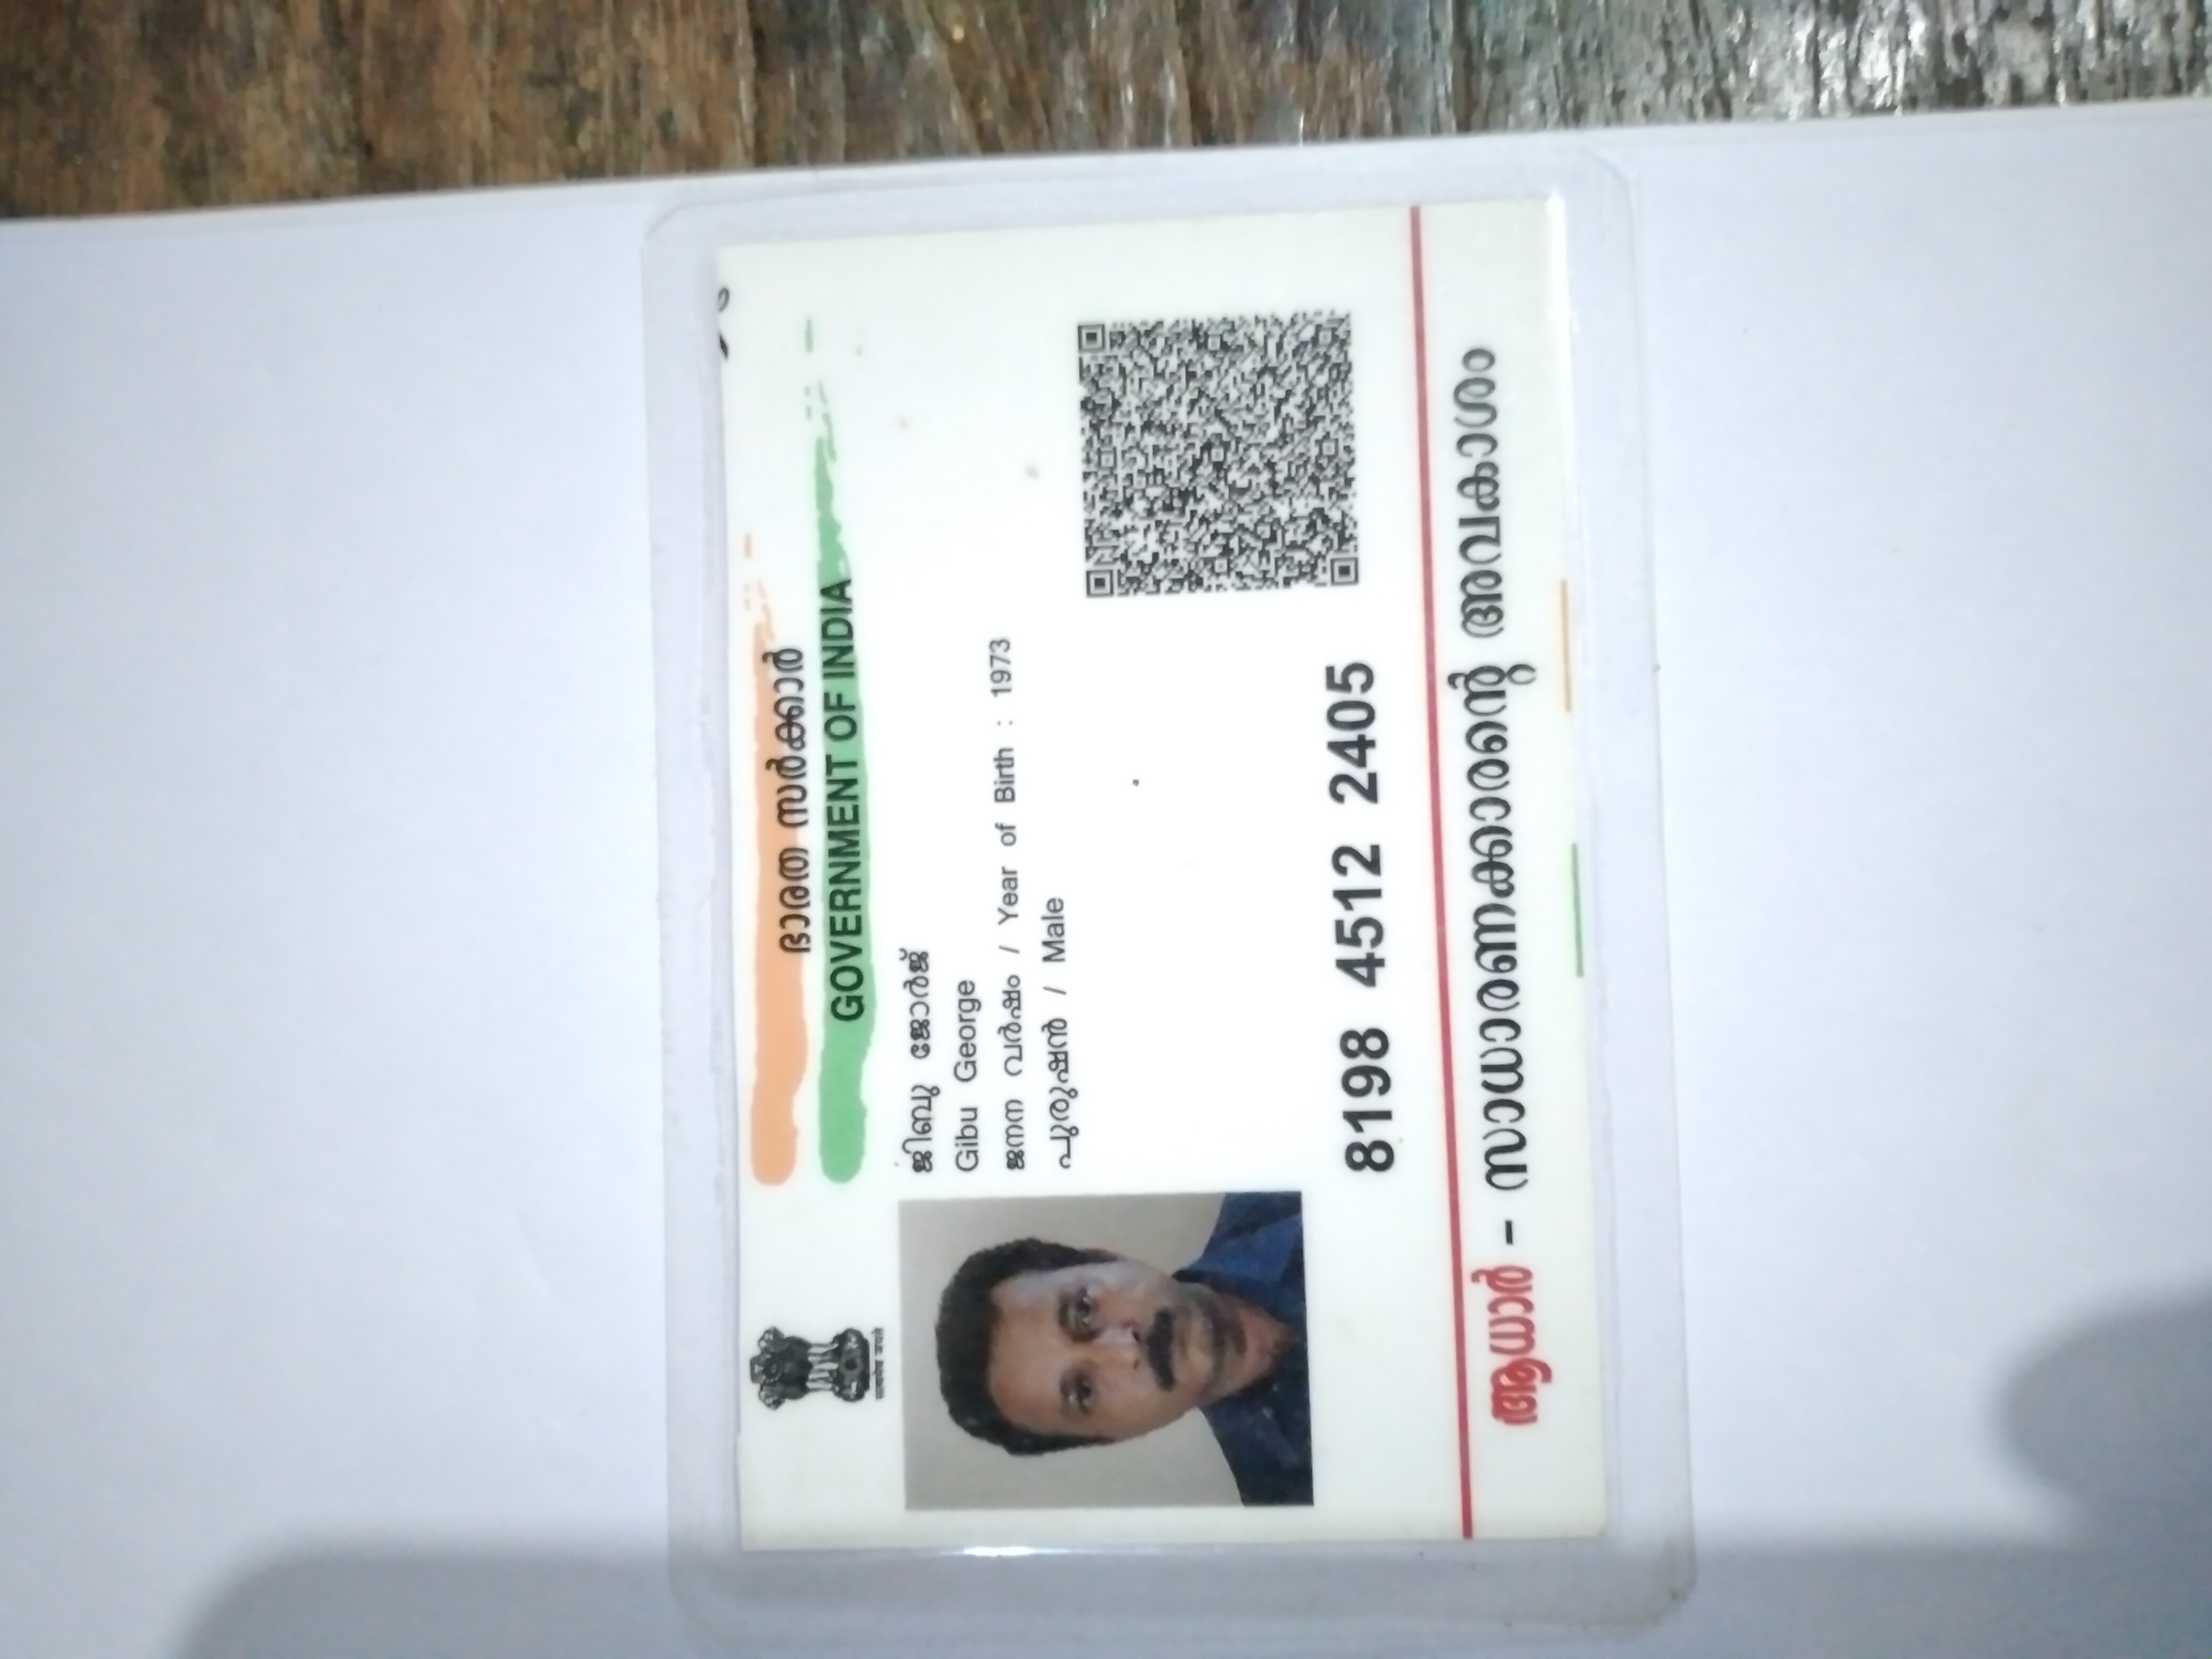 ഭാരത സർക്കാർ
GOVERNMENT OF INDIA
सत्यमेव जयते
ജിബു ജോർജ്
Gibu George
ജനന വർഷം / Year of Birth : 1973
പുരുഷൻ / Male
8198 4512 2405
ആധാർ – സാധാരണക്കാരന്റെ അവകാശം